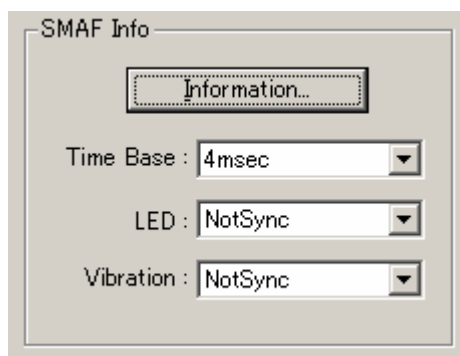 SMAF Info
Information...
Time Base : 4msec
LED : NotSync
Vibration : NotSync